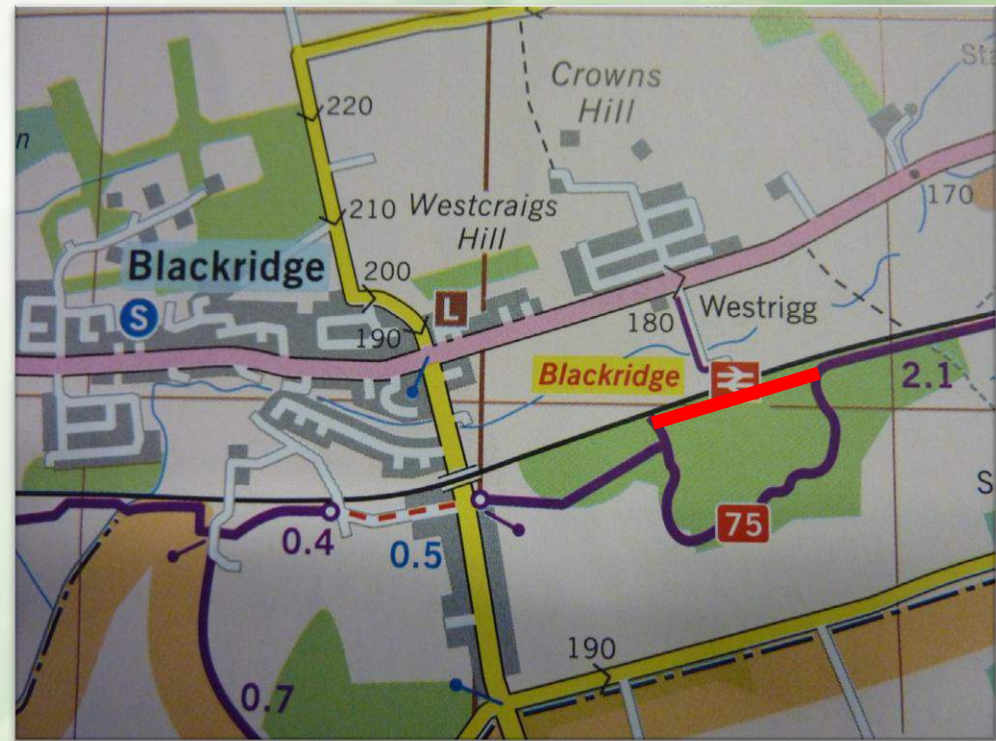 Crowns
Hill
220
170
210
Westcraigs
Hill
Blackridge
200
S
L
190
180
Westrigg
Blackridge
2.1
75
0.4
0.5
190
0.7